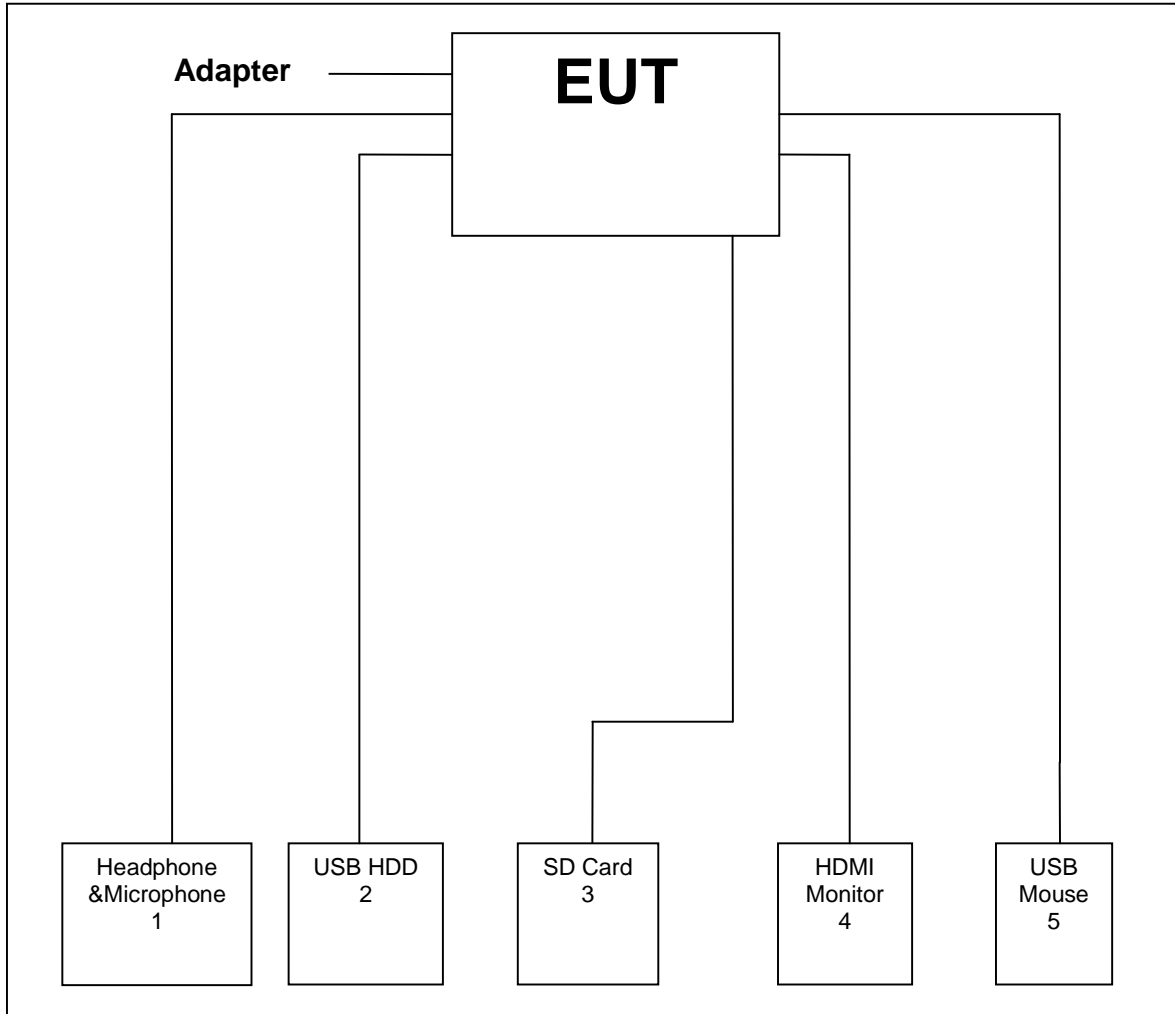 Adapter
EUT
Headphone
&Microphone
1
USB HDD
2
SD Card
3
HDMI
Monitor
4
USB
Mouse
5